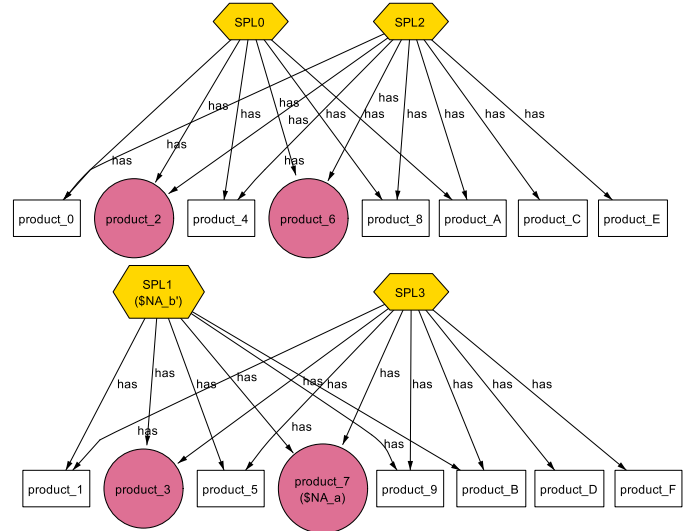 SPL0
SPL2
has
has
has
has
has
has
has
has
has
has
has
has
has
has
product_0
product_2
product_4
product_6
product_8
product_A
product_C
product_E
SPL1
($NA_b')
SPL3
has
has
has
has
has
has
has
has
has
has
has
has
has
has
product_1
product_3
product_5
product_7
($NA_a)
product_9
product_B
product_D
product_F